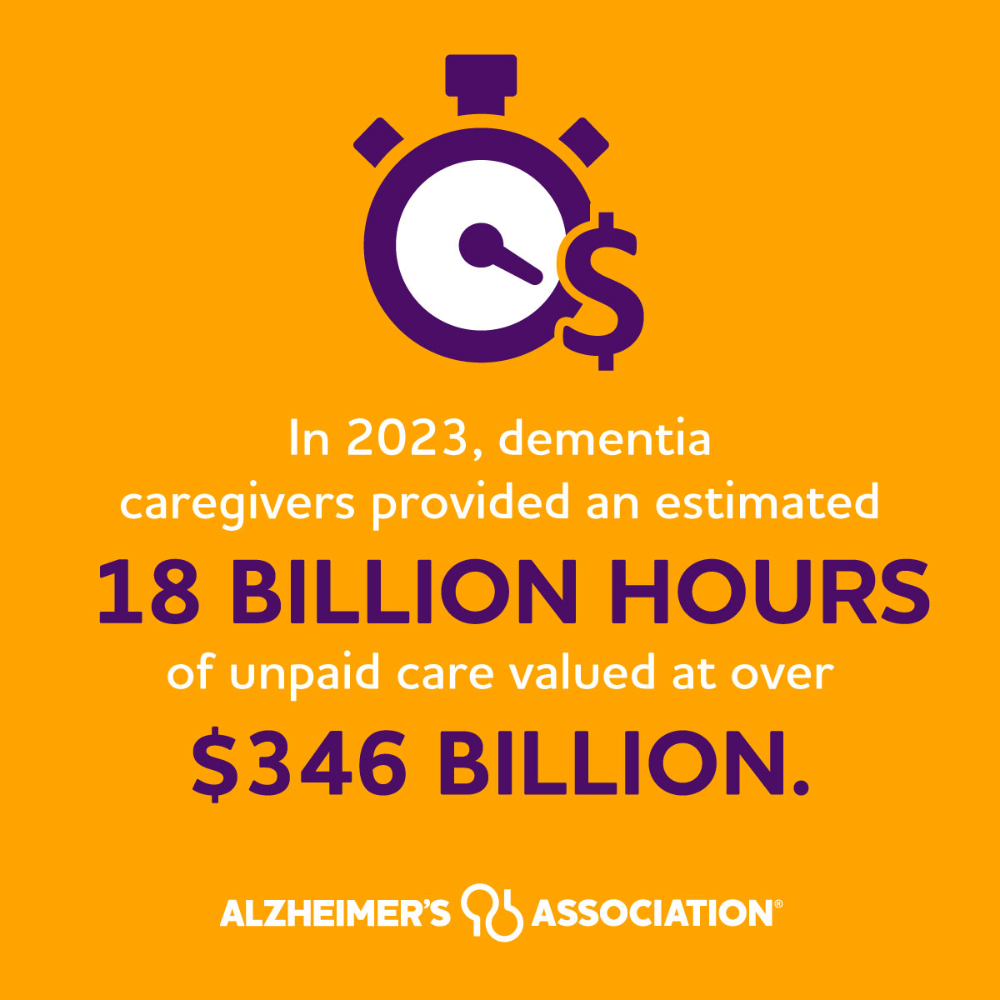 $
In 2023, dementia
caregivers provided an estimated
18 BILLION HOURS
of unpaid care valued at over
$346 BILLION.
ALZHEIMER'S ASSOCIATION®